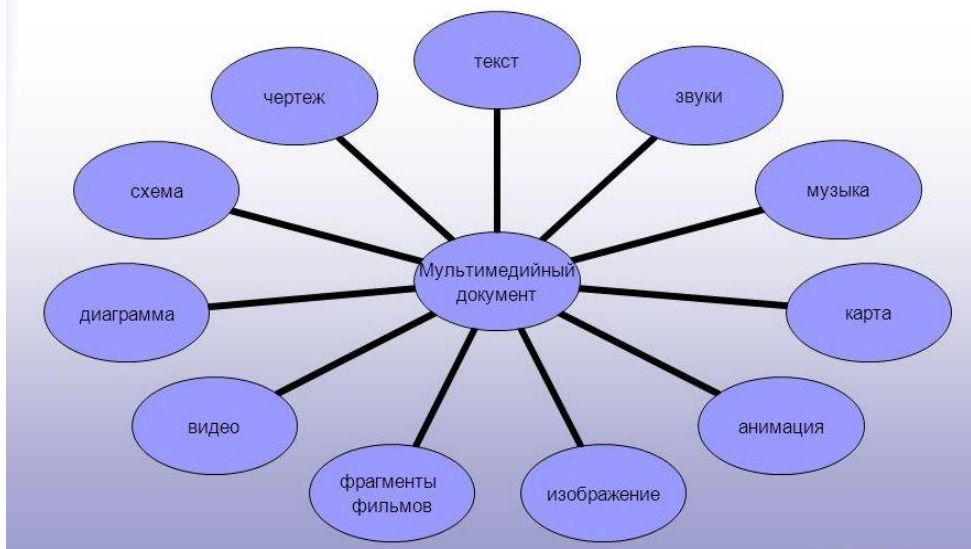 текст
чертеж
звуки
схема
музыка
Мультимедийный
документ
диаграмма
карта
видео
анимация
фрагменты
фильмов
изображение